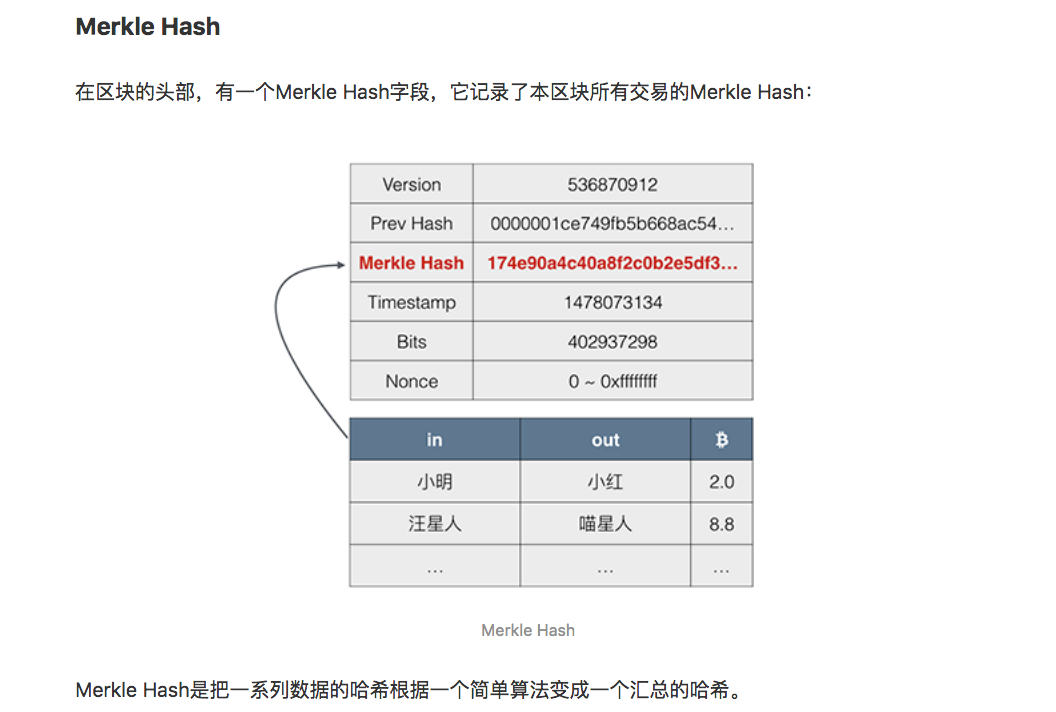 Merkle Hash
在区块的头部，有一个Merkle Hash字段，它记录了本区块所有交易的Merkle Hash：
Version 536870912
Prev Hash 0000001ce749fb5b668ac54...
Merkle Hash 174e90a4c40a8f2c0b2e5df3...
Timestamp 1478073134
Bits 402937298
Nonce 0 ~ 0xffffffff
in out ₿
小明 小红 2.0
汪星人 喵星人 8.8
... ... ...
Merkle Hash
Merkle Hash是把一系列数据的哈希根据一个简单算法变成一个汇总的哈希。